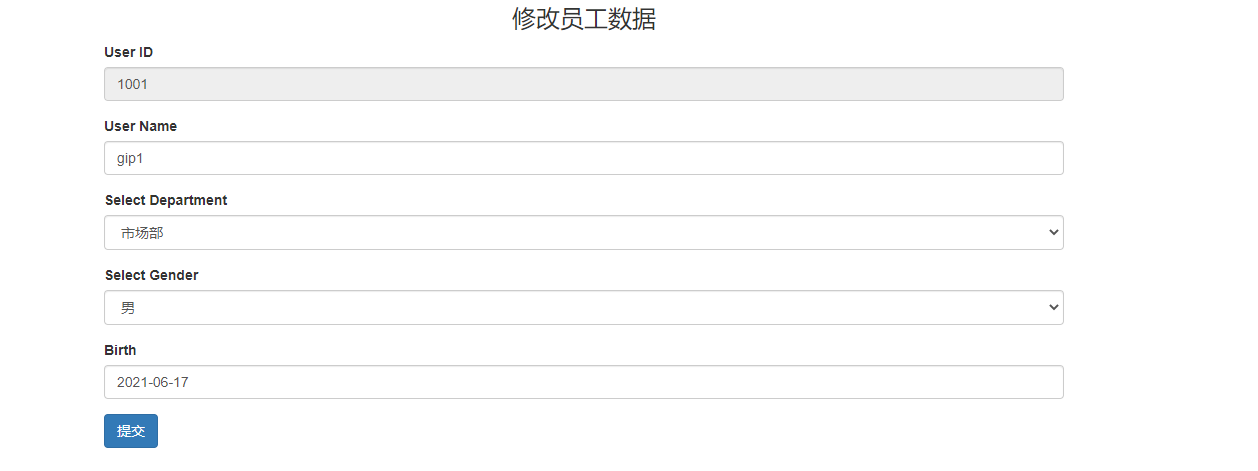 修改员工数据
User ID
1001
User Name
gip1
Select Department
市场部
Select Gender
男
Birth
2021-06-17
提交